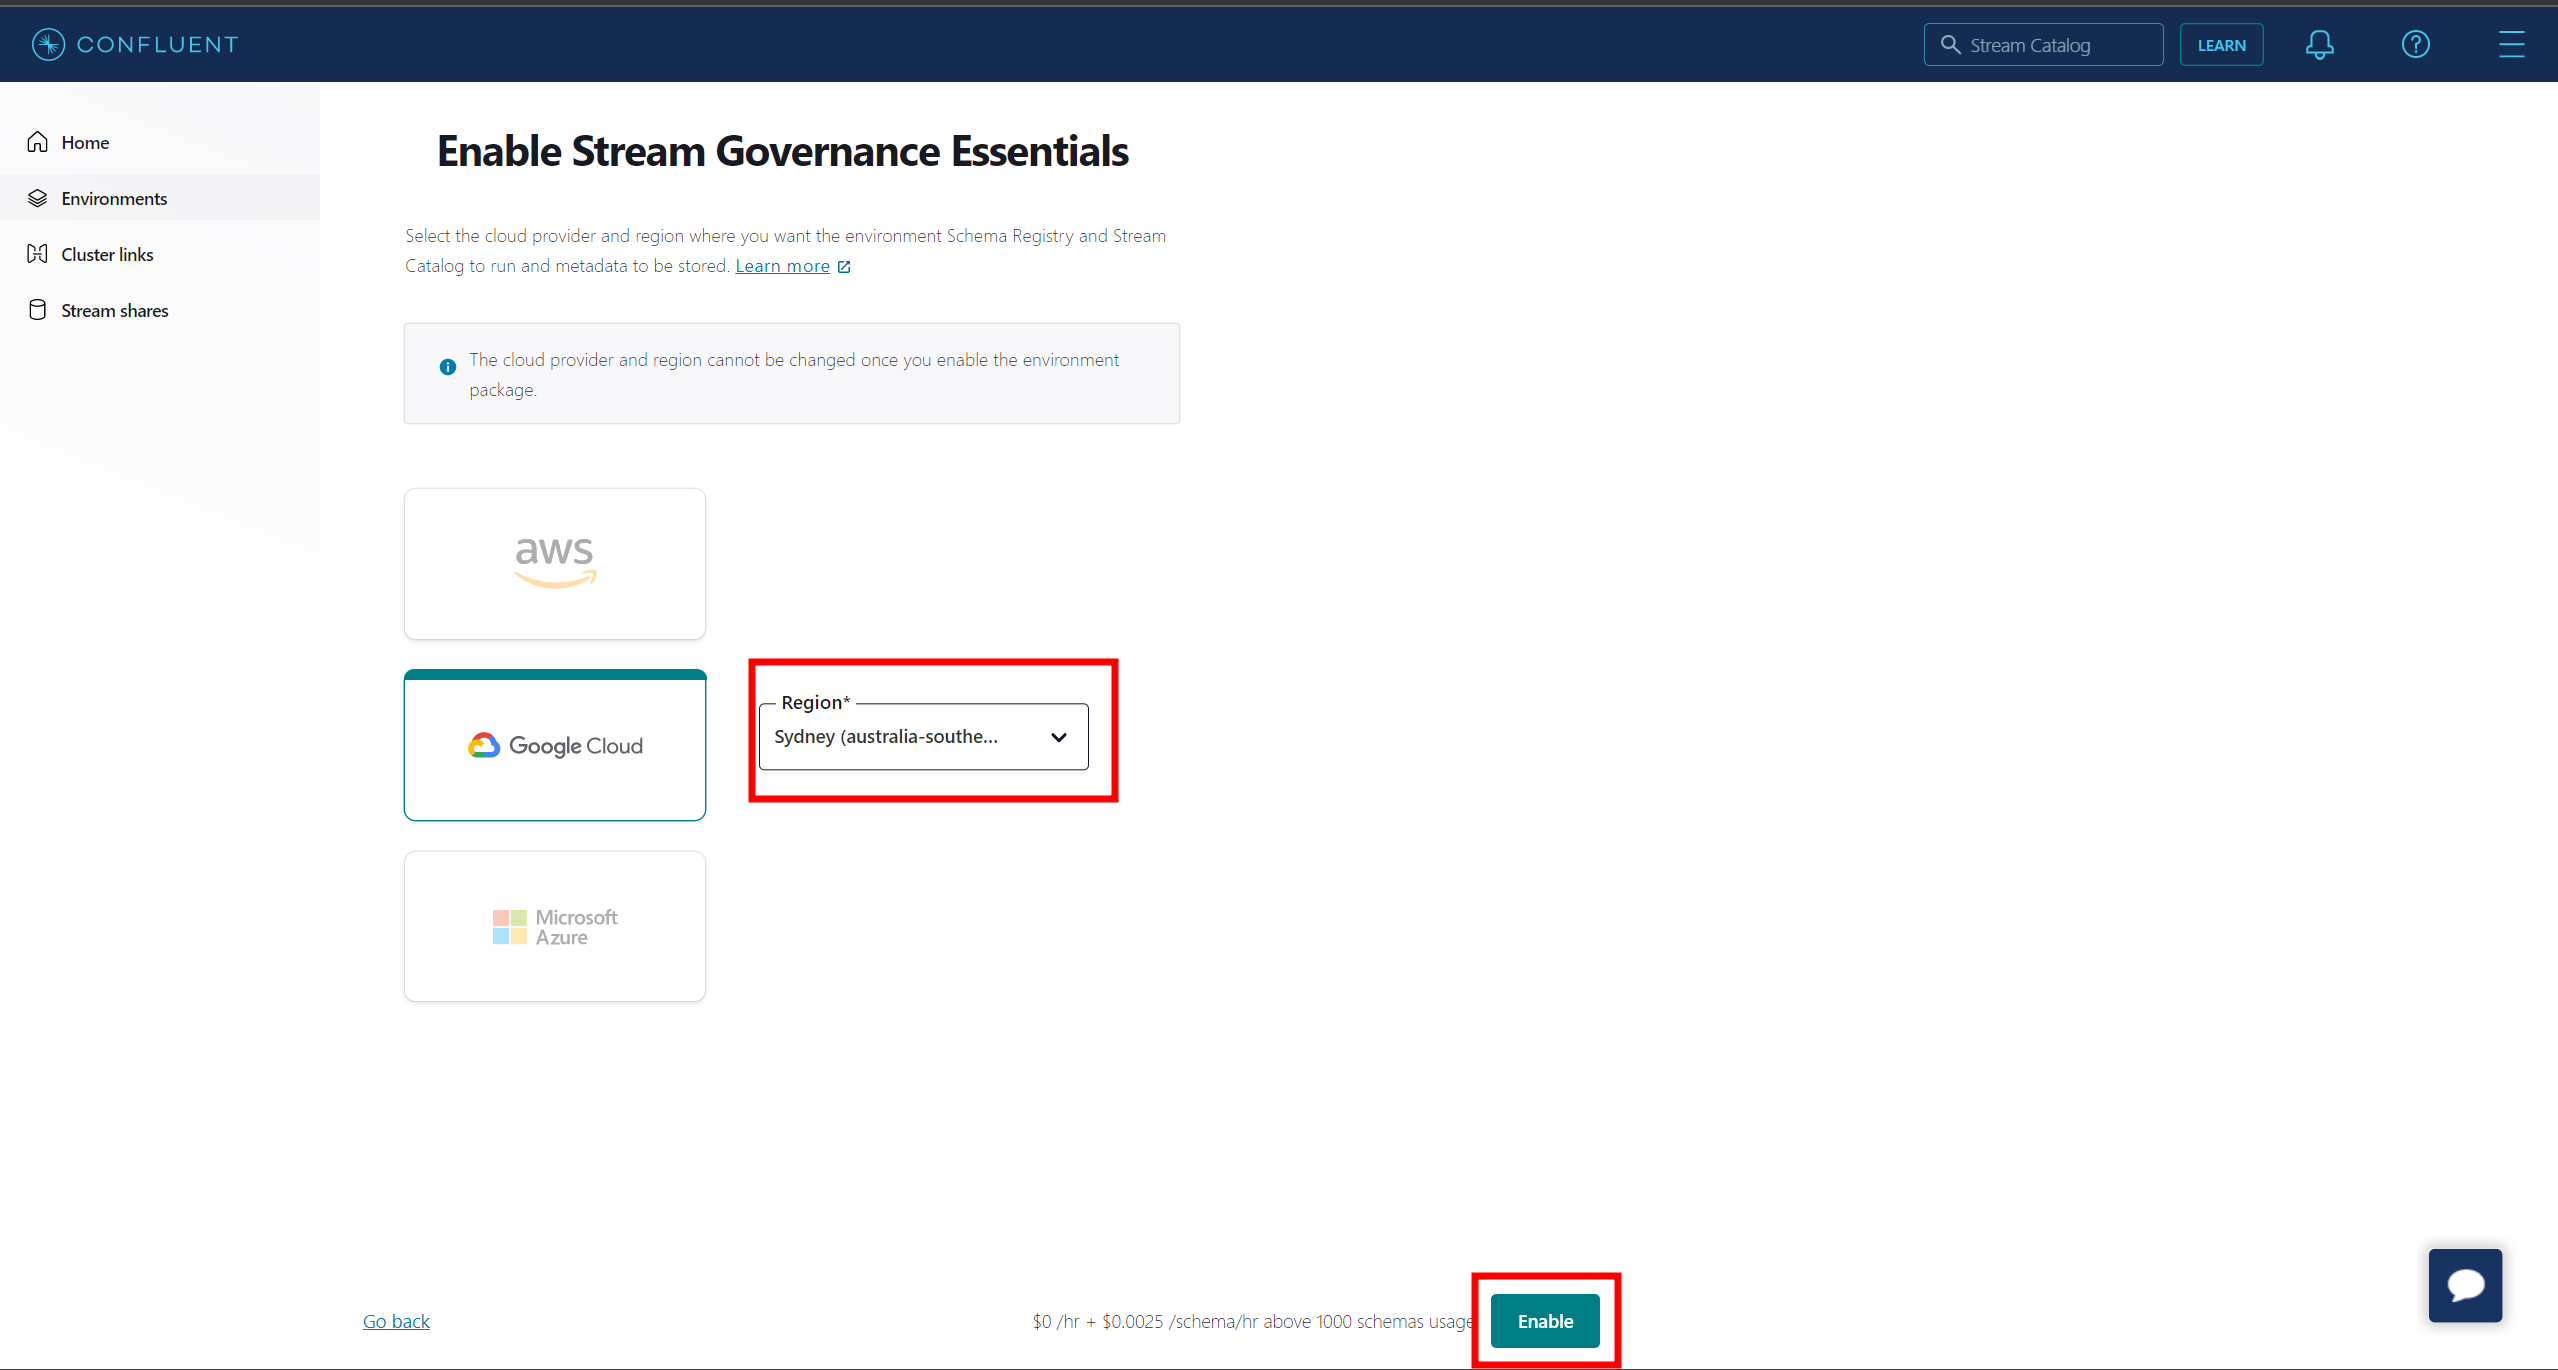 CONFLUENT
Stream Catalog
LEARN
Home
Environments
Cluster links
Stream shares
Enable Stream Governance Essentials
Select the cloud provider and region where you want the environment Schema Registry and Stream
Catalog to run and metadata to be stored. Learn more
The cloud provider and region cannot be changed once you enable the environment
package.
aws
Google Cloud
Region*
Sydney (australia-southe...
Microsoft
Azure
Go back
$0 /hr + $0.0025 /schema/hr above 1000 schemas usage
Enable